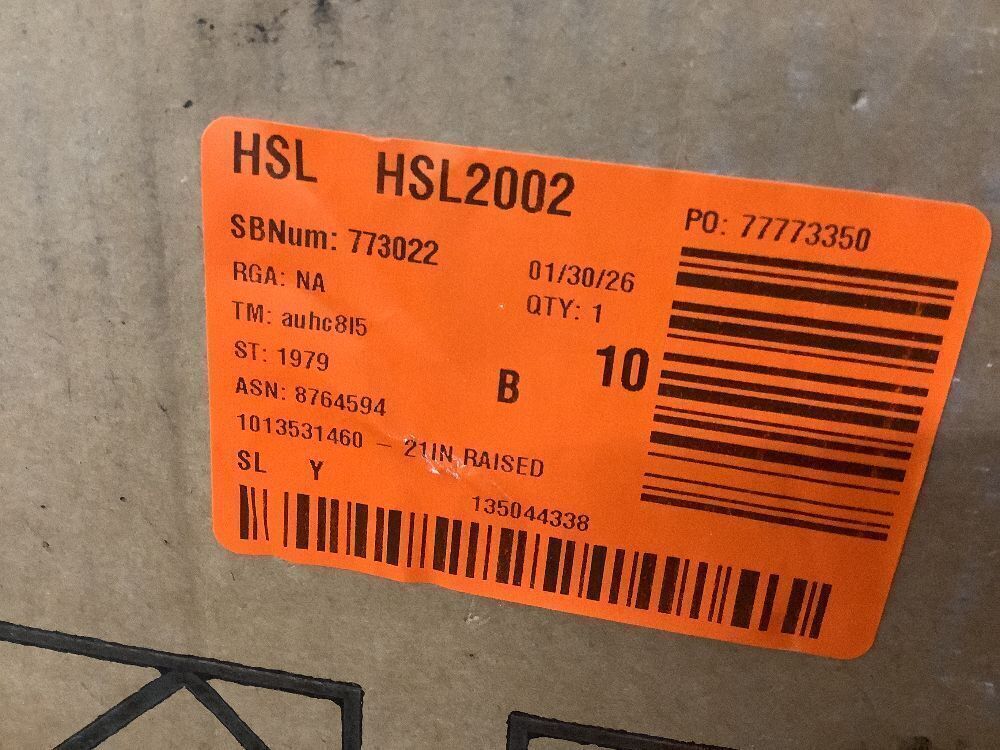 HSL HSL2002
PO: 77773350
SBNum: 773022
01/30/26
RGA: NA
QTY: 1
TM: auhc8l5
ST: 1979
B 10
ASN: 8764594
1013531460 - 21IN RAISED
SL Y
135044338